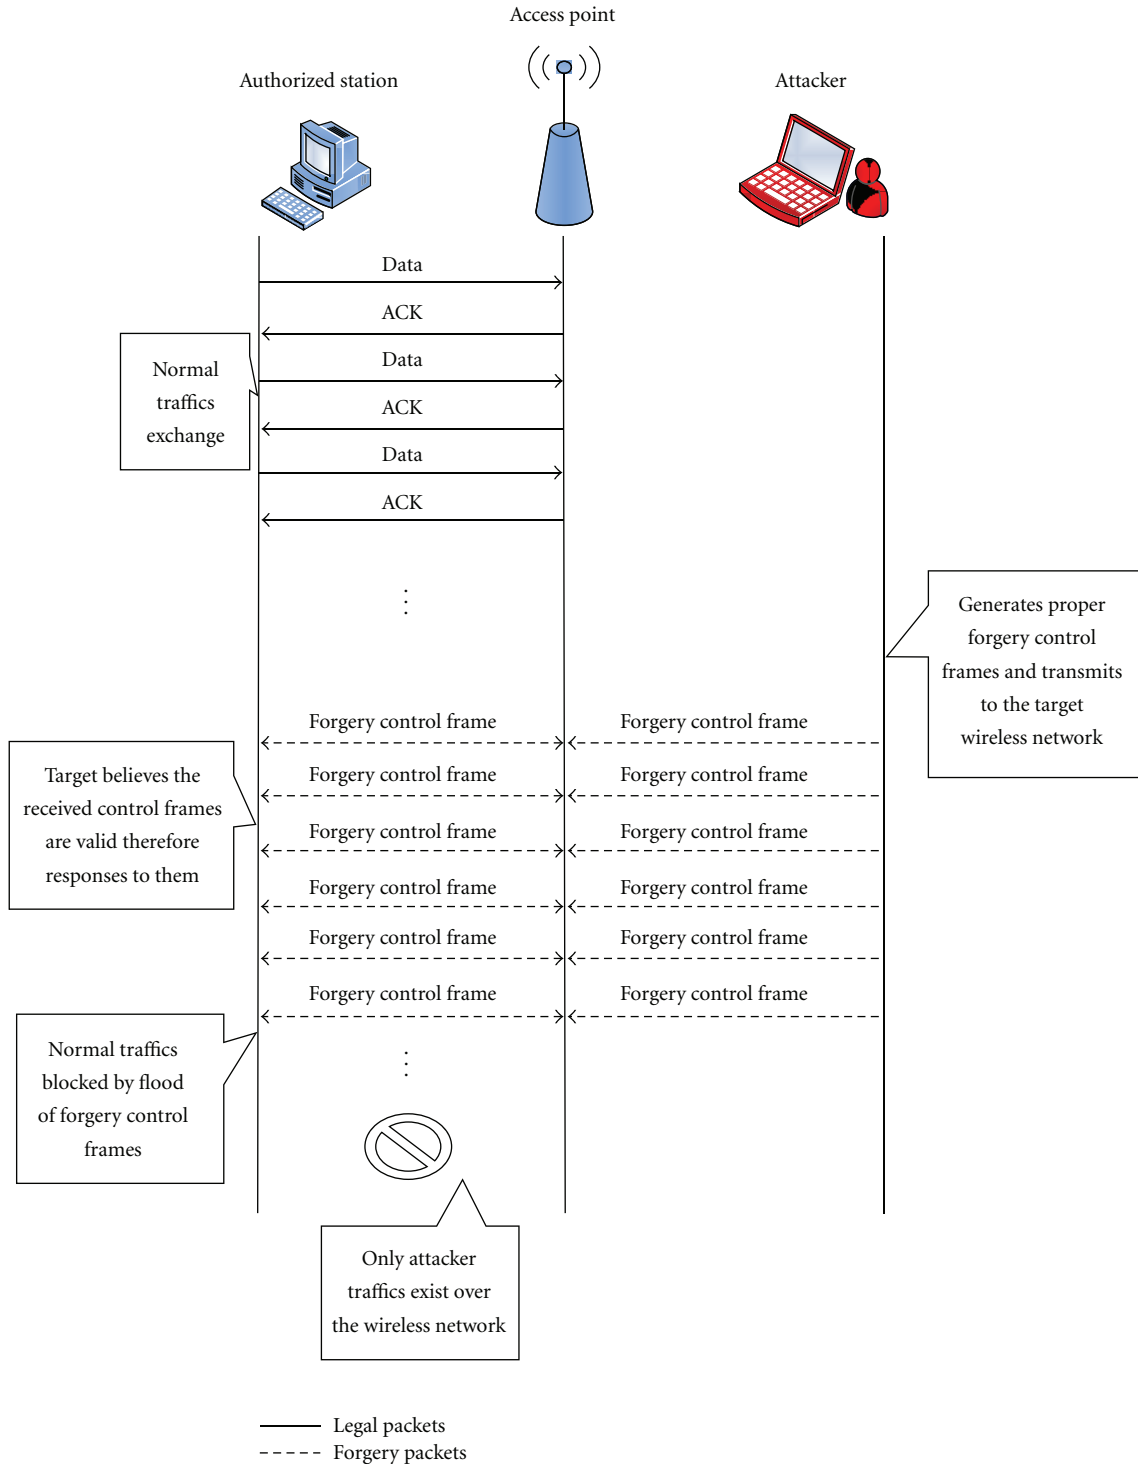 Access point
Authorized station
Attacker
Data
ACK
Data
ACK
Data
ACK
Normal
traffics
exchange
Generates proper
forgery control
frames and transmits
to the target
wireless network
Forgery control frame
Forgery control frame
Forgery control frame
Forgery control frame
Forgery control frame
Forgery control frame
Forgery control frame
Forgery control frame
Forgery control frame
Forgery control frame
Forgery control frame
Forgery control frame
Target believes the
received control frames
are valid therefore
responses to them
Normal traffics
blocked by flood
of forgery control
frames
Only attacker
traffics exist over
the wireless network
Legal packets
Forgery packets